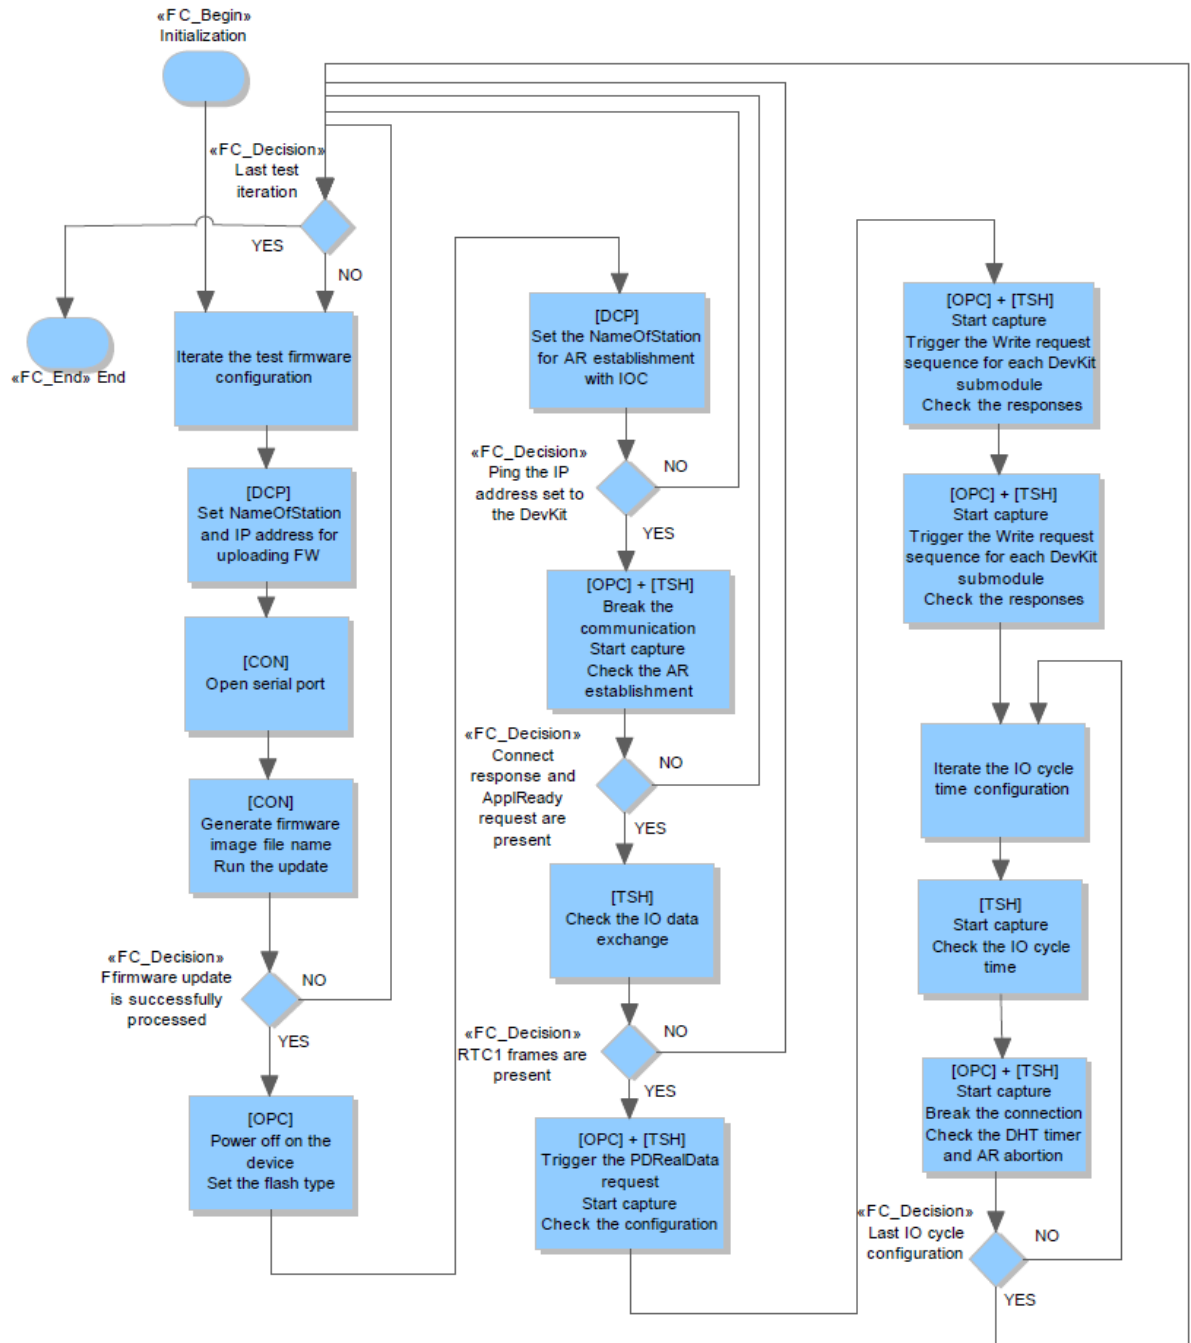 «FC_Begin»
Initialization
«FC_Decision»
Last test
iteration
YES
NO
«FC_End» End
Iterate the test firmware
configuration
[DCP]
Set NameOfStation
and IP address for
uploading FW
[CON]
Open serial port
[CON]
Generate firmware
image file name
Run the update
«FC_Decision»
Ffirmware update
is successfully
processed
NO
YES
[OPC]
Power off on the
device
Set the flash type
[DCP]
Set the NameOfStation
for AR establishment
with IOC
«FC_Decision»
Ping the IP
address set to
the DevKit
NO
YES
[OPC] + [TSH]
Break the
communication
Start capture
Check the AR
establishment
«FC_Decision»
Connect
response and
ApplReady
request are
present
NO
YES
[TSH]
Check the IO data
exchange
«FC_Decision»
RTC1 frames are
present
NO
YES
[OPC] + [TSH]
Trigger the PDRealData
request
Start capture
Check the configuration
[OPC] + [TSH]
Start capture
Trigger the Write request
sequence for each DevKit
submodule
Check the responses
[OPC] + [TSH]
Start capture
Trigger the Write request
sequence for each DevKit
submodule
Check the responses
Iterate the IO cycle
time configuration
[TSH]
Start capture
Check the IO cycle
time
[OPC] + [TSH]
Start capture
Break the connection
Check the DHT timer
and AR abortion
«FC_Decision»
Last IO cycle
configuration
NO
YES